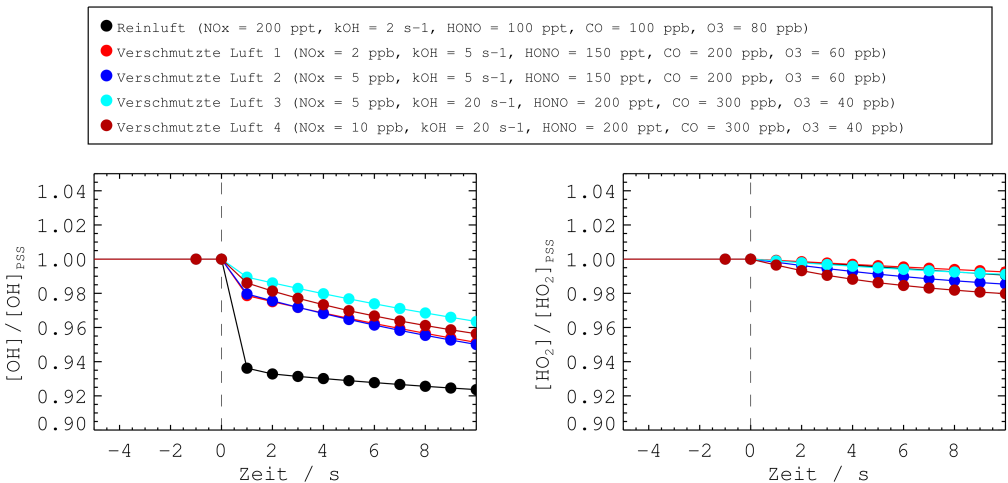 Reinluft (NOx = 200 ppt, kOH = 2 s-1, HONO = 100 ppt, CO = 100 ppb, O3 = 80 ppb)
Verschmutzte Luft 1 (NOx = 2 ppb, kOH = 5 s-1, HONO = 150 ppt, CO = 200 ppb, O3 = 60 ppb)
Verschmutzte Luft 2 (NOx = 5 ppb, kOH = 5 s-1, HONO = 150 ppt, CO = 200 ppb, O3 = 60 ppb)
Verschmutzte Luft 3 (NOx = 5 ppb, kOH = 20 s-1, HONO = 200 ppt, CO = 300 ppb, O3 = 40 ppb)
Verschmutzte Luft 4 (NOx = 10 ppb, kOH = 20 s-1, HONO = 200 ppt, CO = 300 ppb, O3 = 40 ppb)
[OH]/[OH]PSS
1.04
1.02
1.00
0.98
0.96
0.94
0.92
0.90
−4 −2 0 2 4 6 8
Zeit / s
[HO2]/[HO2]PSS
1.04
1.02
1.00
0.98
0.96
0.94
0.92
0.90
−4 −2 0 2 4 6 8
Zeit / s